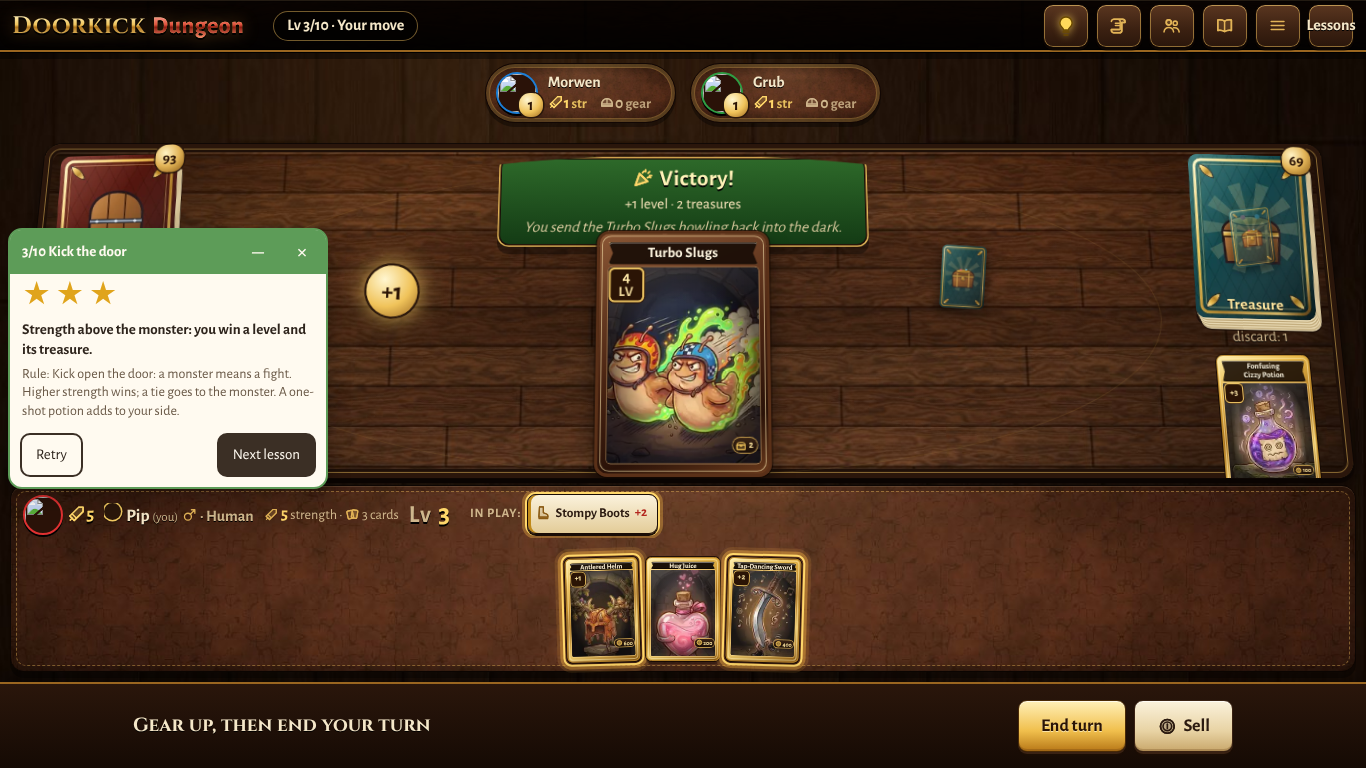 DOORKICK Dungeon
Lv 3/10 · Your move
Lessons
Morwen
1
1 str
0 gear
Grub
1
1 str
0 gear
93
69
Victory!
+1 level · 2 treasures
You send the Turbo Slugs howling back into the dark.
Turbo Slugs
4
LV
2
+1
Treasure
discard: 1
Fonfusing
Cizzy Potion
+3
100
3/10 Kick the door
Strength above the monster: you win a level and
its treasure.
Rule: Kick open the door: a monster means a fight.
Higher strength wins; a tie goes to the monster. A one-
shot potion adds to your side.
Retry
Next lesson
5 Pip (you) · Human 5 strength · 3 cards Lv 3
IN PLAY:
Stompy Boots +2
Antlered Helm
+1
600
Hug Juice
200
Tap-Dancing Sword
+2
400
GEAR UP, THEN END YOUR TURN
End turn
Sell